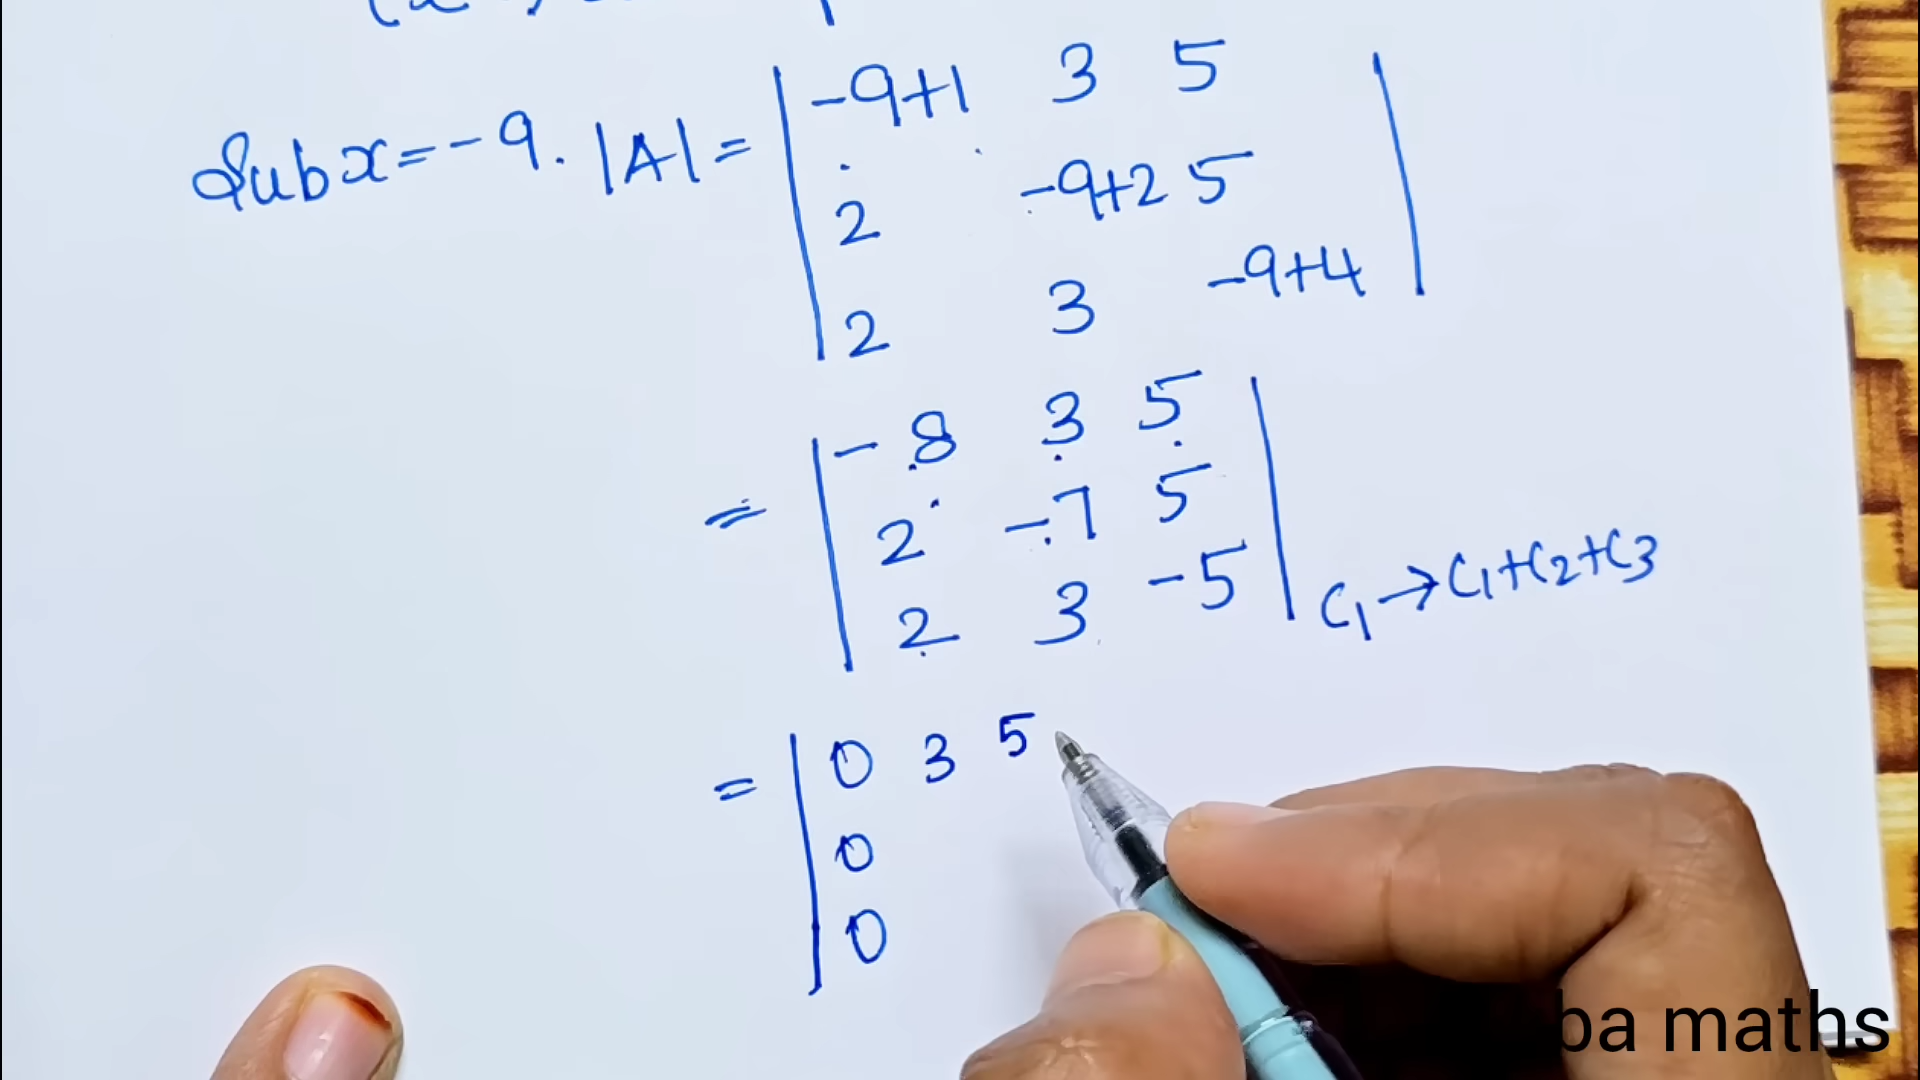 Sub x=-9. |A| = | -9+1 3 5 |
2 -9+2 5
2 3 -9+4
= | -8 3 5 |
2 -7 5
2 3 -5 C1→C1+C2+C3
= | 0 3 5
0
0
ba maths